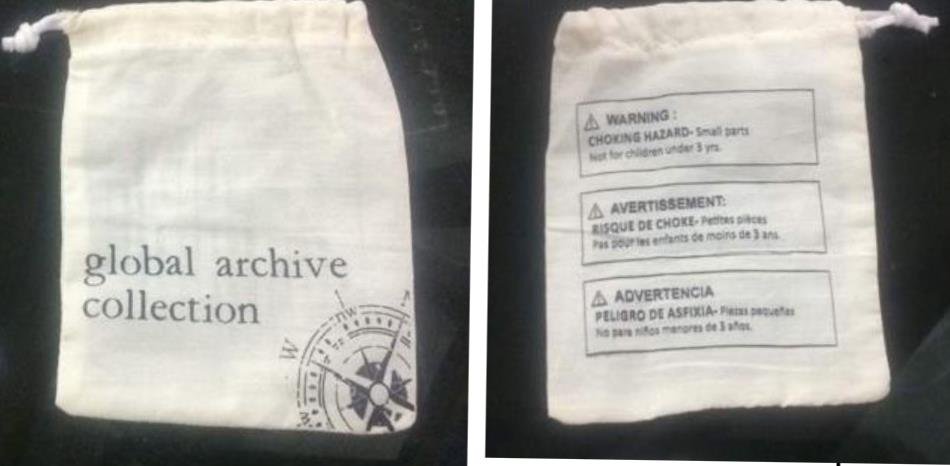 global archive
collection
W
nw
⚠ WARNING :
CHOKING HAZARD- Small parts
Not for children under 3 yrs.
⚠ AVERTISSEMENT:
RISQUE DE CHOKE- Petites pièces
Pas pour les enfants de moins de 3 ans.
⚠ ADVERTENCIA
PELIGRO DE ASFIXIA- Piezas pequeñas
No para niños menores de 3 años.